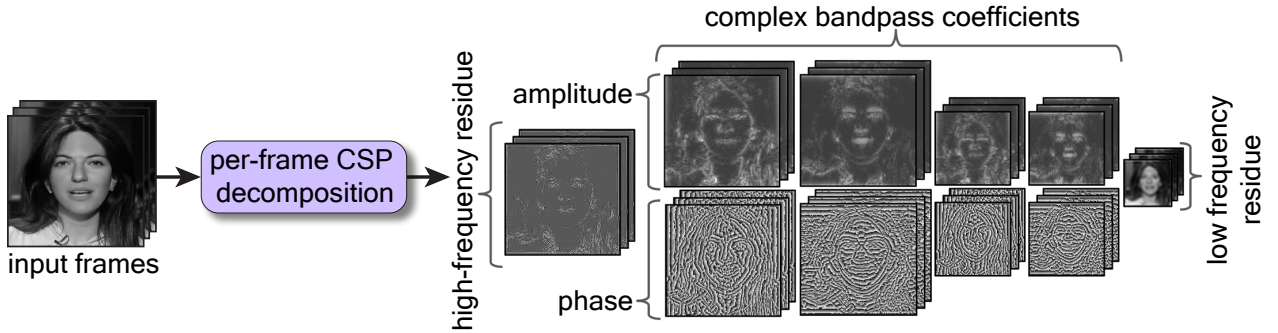 complex bandpass coefficients
amplitude
high-frequency residue
per-frame CSP
decomposition
low frequency
residue
input frames
phase